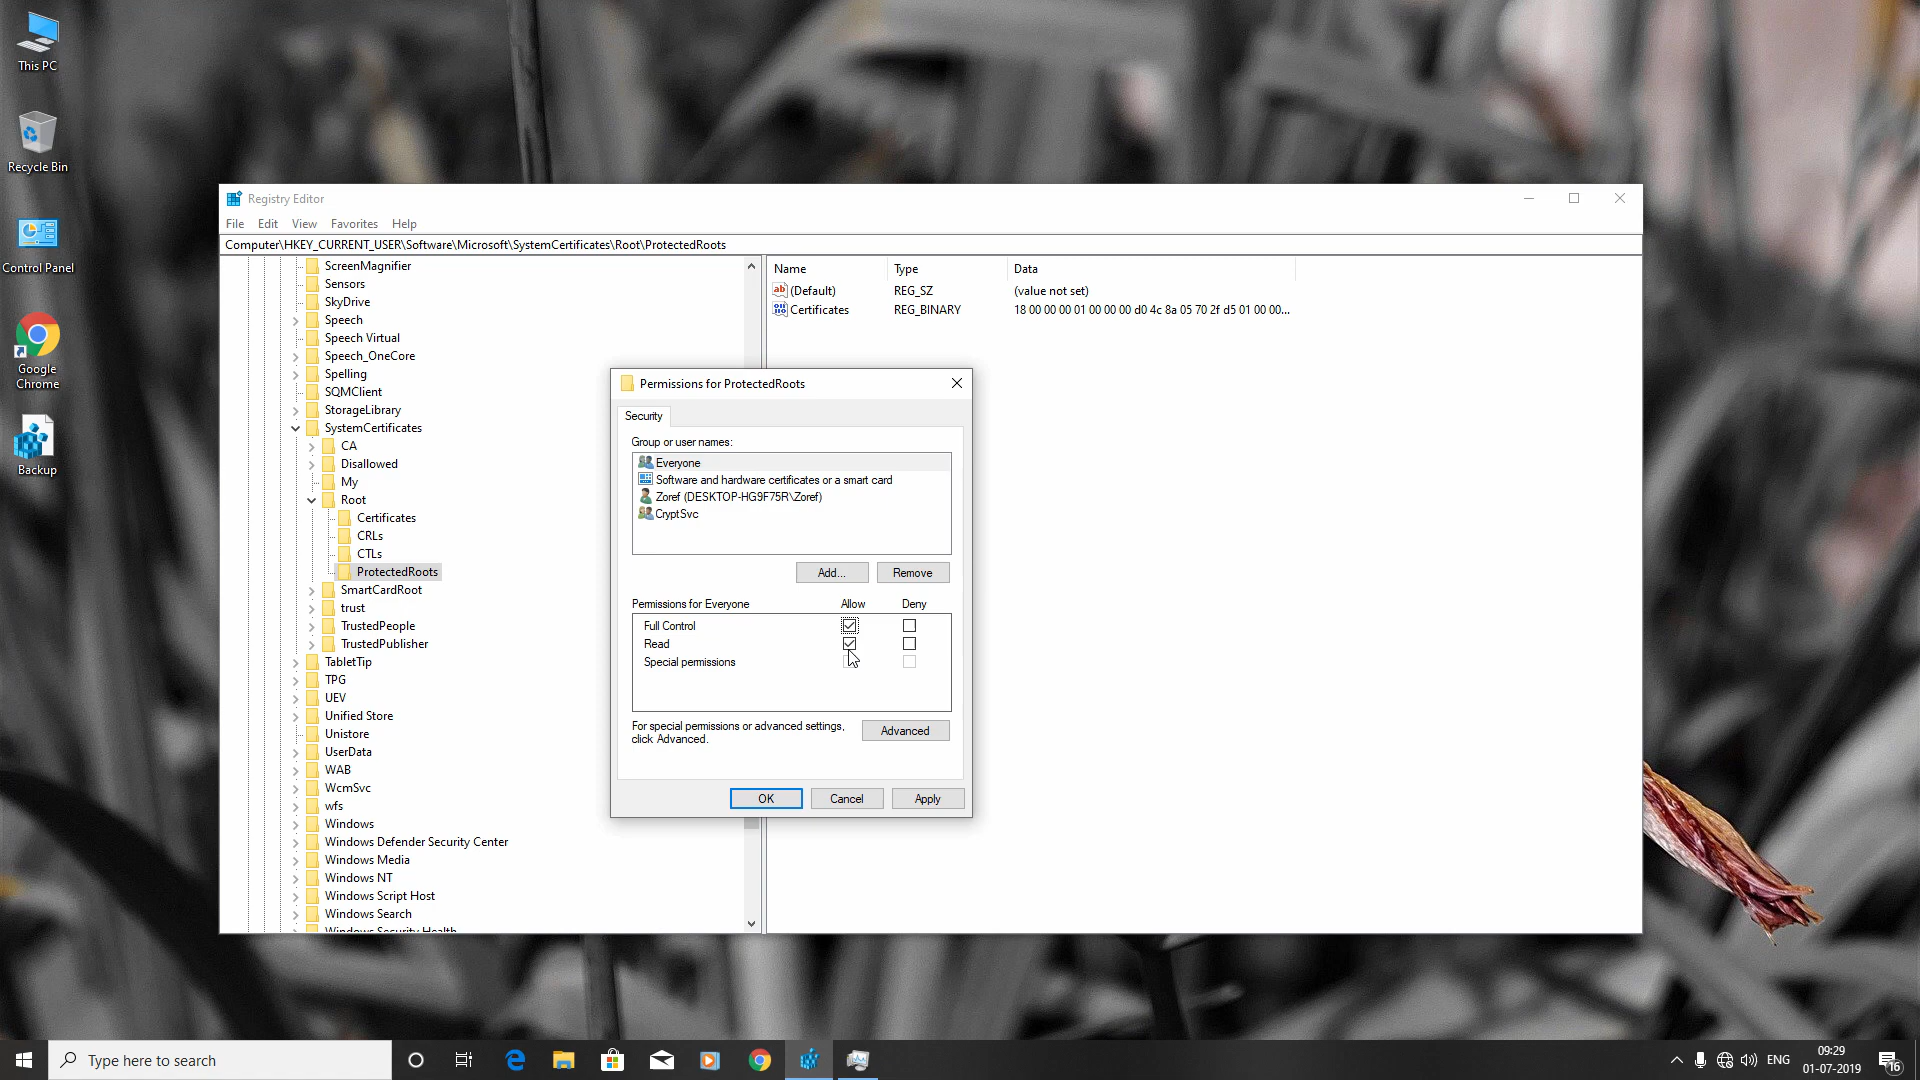 This PC
Recycle Bin
Control Panel
Google
Chrome
Backup
Registry Editor
File Edit View Favorites Help
Computer\HKEY_CURRENT_USER\Software\Microsoft\SystemCertificates\Root\ProtectedRoots
ScreenMagnifier
Sensors
SkyDrive
Speech
Speech Virtual
Speech_OneCore
Spelling
SQMClient
StorageLibrary
SystemCertificates
CA
Disallowed
My
Root
Certificates
CRLs
CTLs
ProtectedRoots
SmartCardRoot
trust
TrustedPeople
TrustedPublisher
TabletTip
TPG
UEV
Unified Store
Unistore
UserData
WAB
WcmSvc
wfs
Windows
Windows Defender Security Center
Windows Media
Windows NT
Windows Script Host
Windows Search
Windows Security Health
Name Type Data
(Default) REG_SZ (value not set)
Certificates REG_BINARY 18 00 00 00 01 00 00 00 d0 4c 8a 05 70 2f d5 01 00 00...
Permissions for ProtectedRoots
Security
Group or user names:
Everyone
Software and hardware certificates or a smart card
Zoref (DESKTOP-HG9F75R\Zoref)
CryptSvc
Add... Remove
Permissions for Everyone Allow Deny
Full Control
Read
Special permissions
For special permissions or advanced settings,
click Advanced.
Advanced
OK Cancel Apply
Type here to search
ENG
09:29
01-07-2019
16